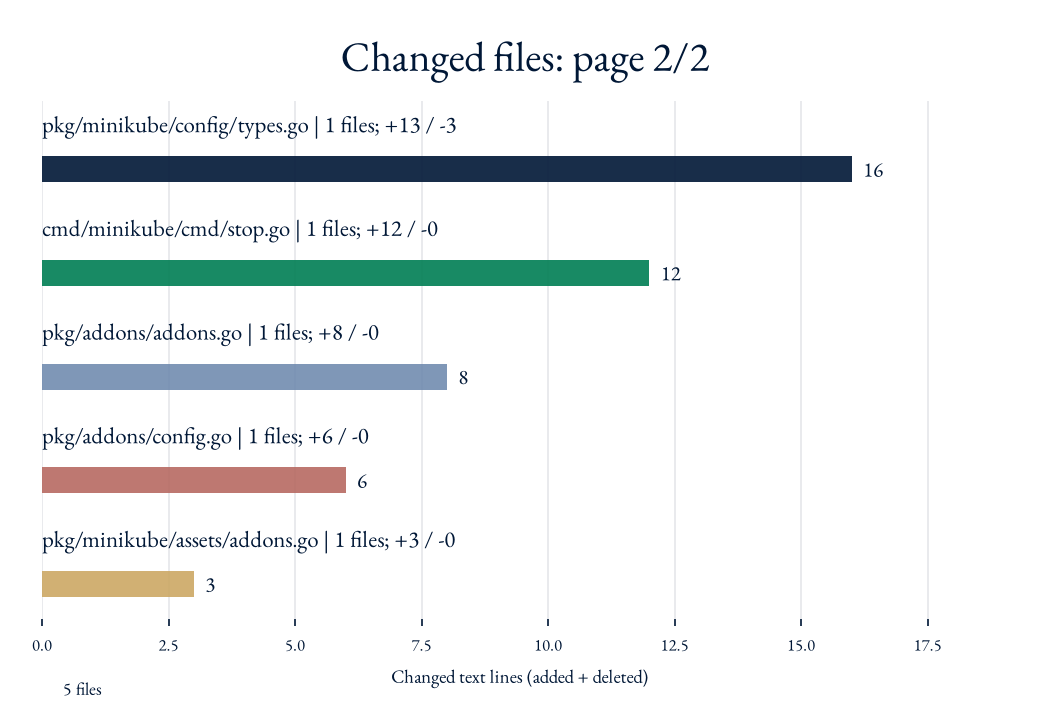 Changed files: page 2/2
pkg/minikube/config/types.go | 1 files; +13 / -3
16
cmd/minikube/cmd/stop.go | 1 files; +12 / -0
12
pkg/addons/addons.go | 1 files; +8 / -0
8
pkg/addons/config.go | 1 files; +6 / -0
6
pkg/minikube/assets/addons.go | 1 files; +3 / -0
3
0.0 2.5 5.0 7.5 10.0 12.5 15.0 17.5
Changed text lines (added + deleted)
5 files